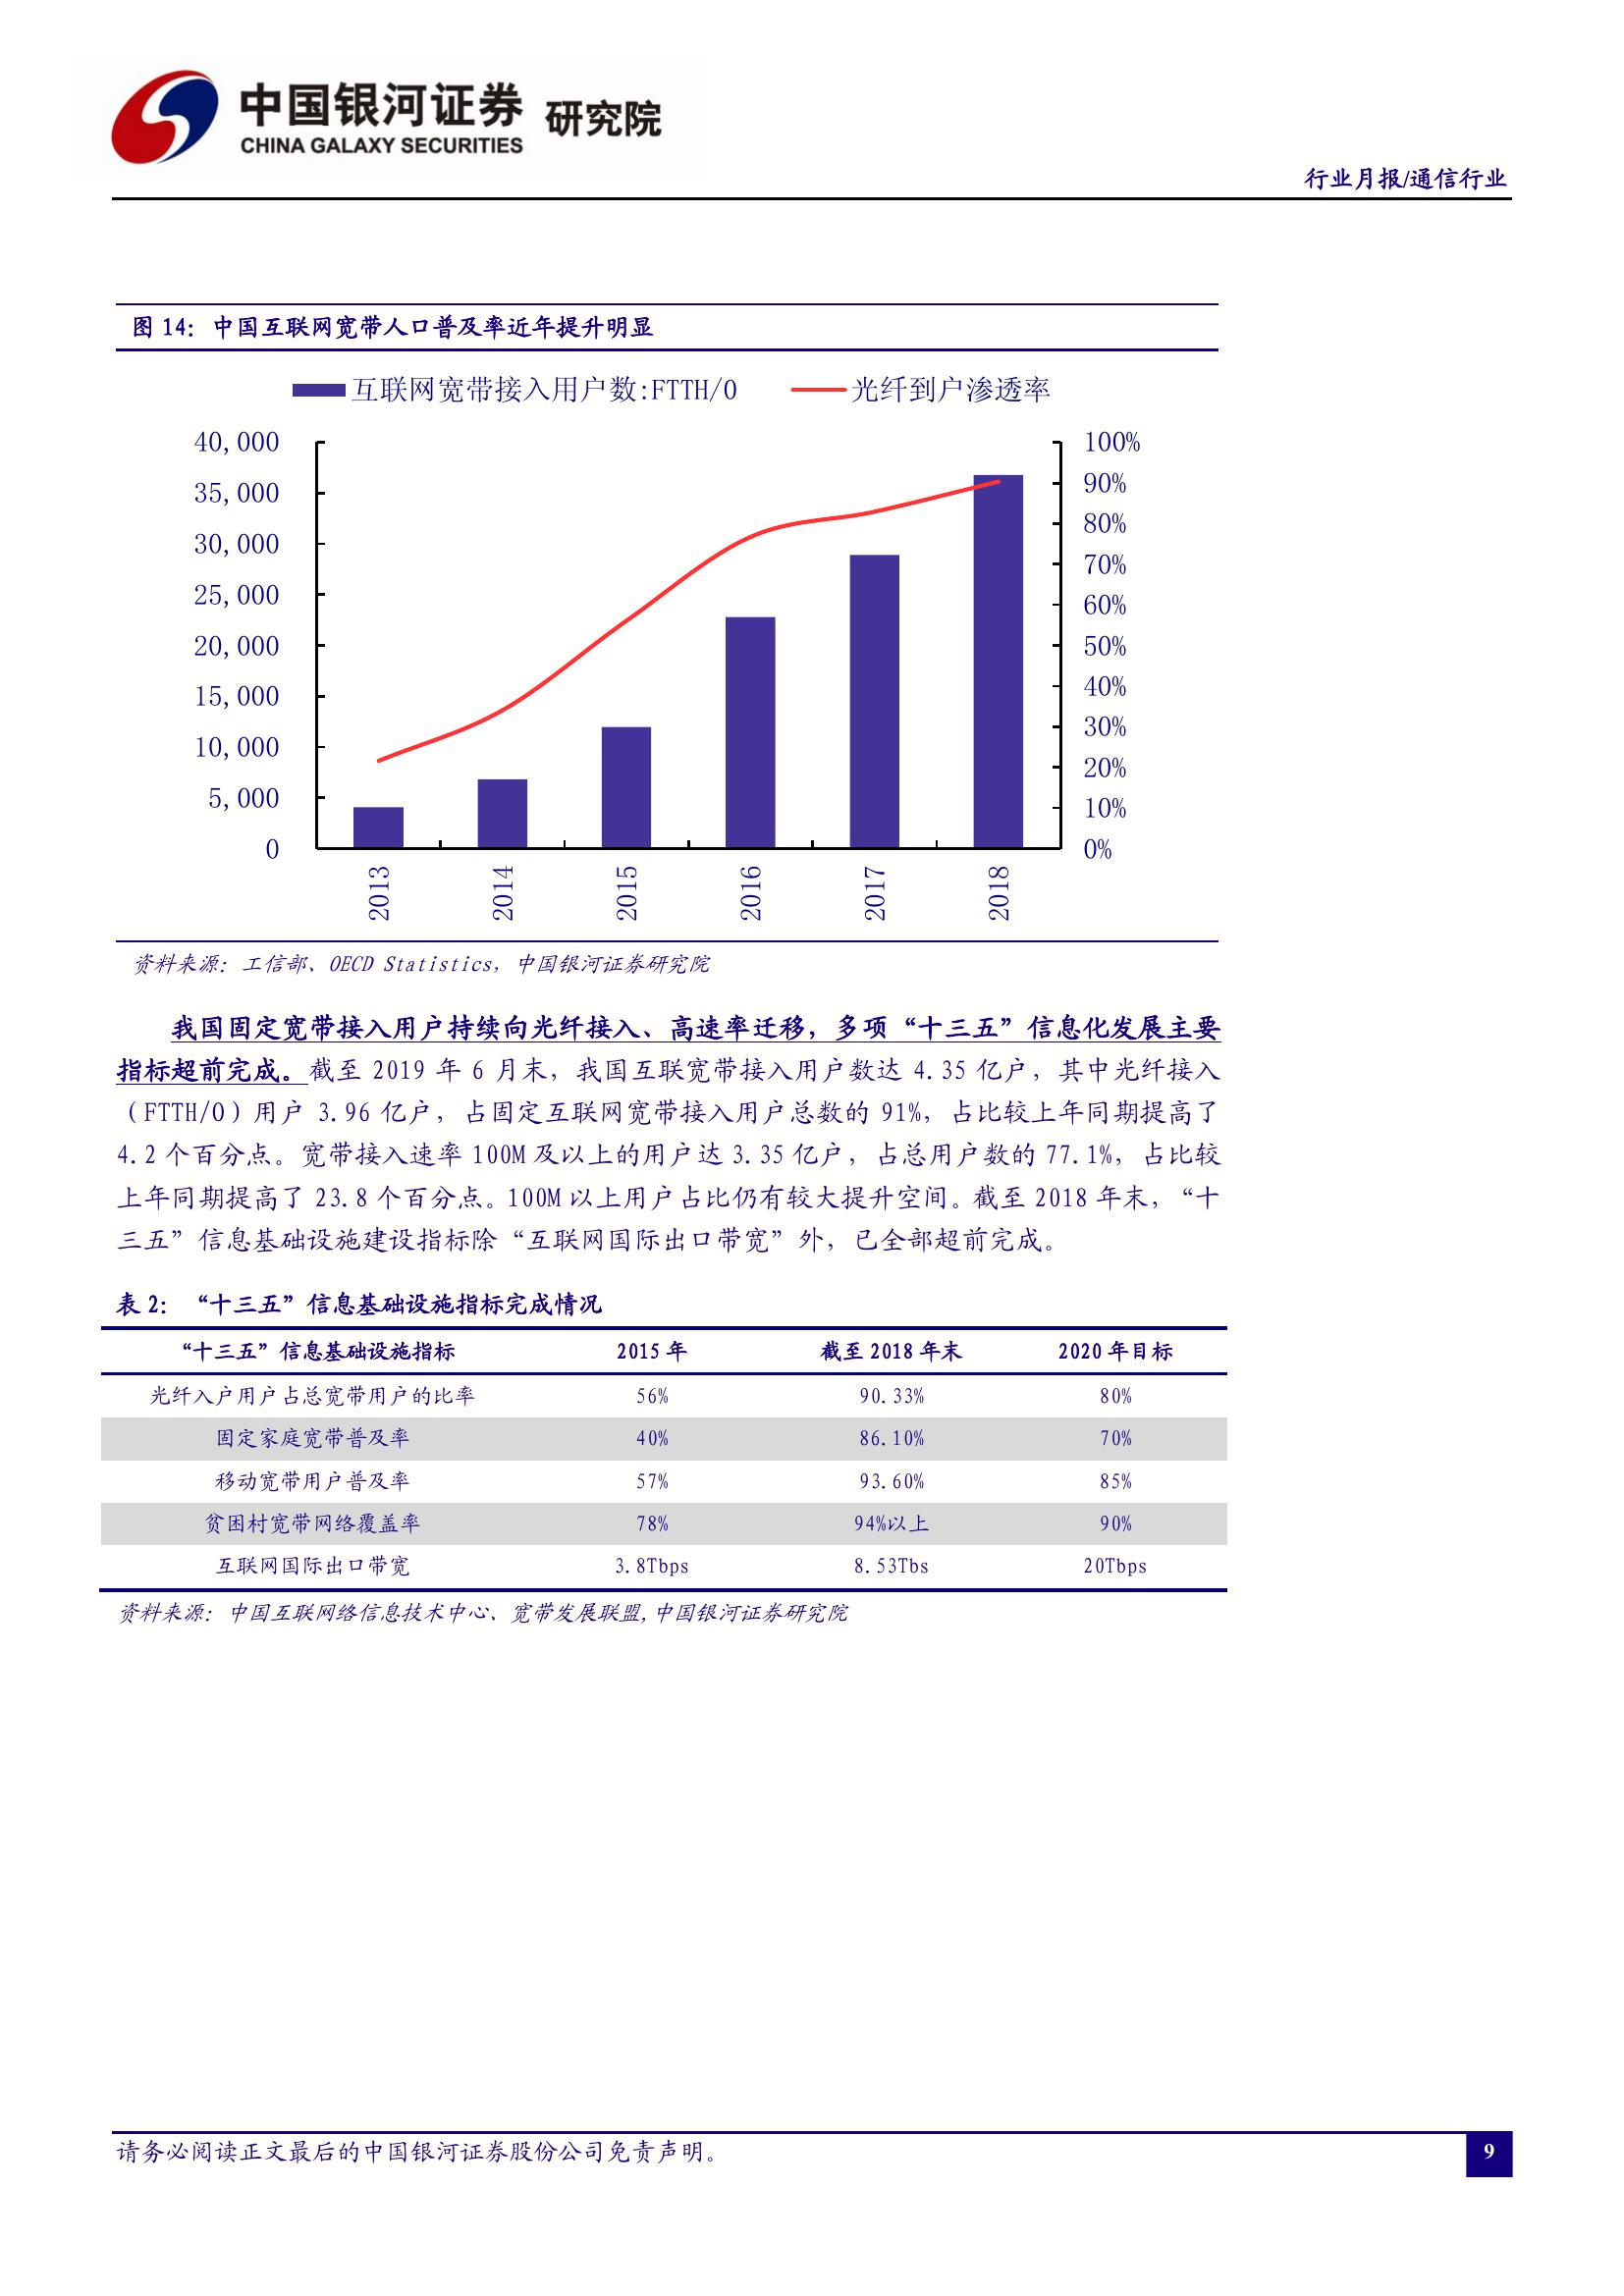 中国银河证券 研究院
CHINA GALAXY SECURITIES
行业月报/通信行业
图 14：中国互联网宽带人口普及率近年提升明显
互联网宽带接入用户数:FTTH/O 光纤到户渗透率
40,000 100%
35,000 90%
30,000 80%
25,000 70%
20,000 60%
15,000 50%
10,000 40%
5,000 30%
0 20%
10%
0%
2013 2014 2015 2016 2017 2018
资料来源：工信部、OECD Statistics，中国银河证券研究院
我国固定宽带接入用户持续向光纤接入、高速率迁移，多项“十三五”信息化发展主要
指标超前完成。截至 2019 年 6 月末，我国互联宽带接入用户数达 4.35 亿户，其中光纤接入
（FTTH/O）用户 3.96 亿户，占固定互联网宽带接入用户总数的 91%，占比较上年同期提高了
4.2 个百分点。宽带接入速率 100M 及以上的用户达 3.35 亿户，占总用户数的 77.1%，占比较
上年同期提高了 23.8 个百分点。100M 以上用户占比仍有较大提升空间。截至 2018 年末，“十
三五”信息基础设施建设指标除“互联网国际出口带宽”外，已全部超前完成。
表 2：“十三五”信息基础设施指标完成情况
“十三五”信息基础设施指标 2015 年 截至 2018 年末 2020 年目标
光纤入户用户占总宽带用户的比率 56% 90.33% 80%
固定家庭宽带普及率 40% 86.10% 70%
移动宽带用户普及率 57% 93.60% 85%
贫困村宽带网络覆盖率 78% 94%以上 90%
互联网国际出口带宽 3.8Tbps 8.53Tbs 20Tbps
资料来源：中国互联网络信息技术中心、宽带发展联盟,中国银河证券研究院
请务必阅读正文最后的中国银河证券股份公司免责声明。
9